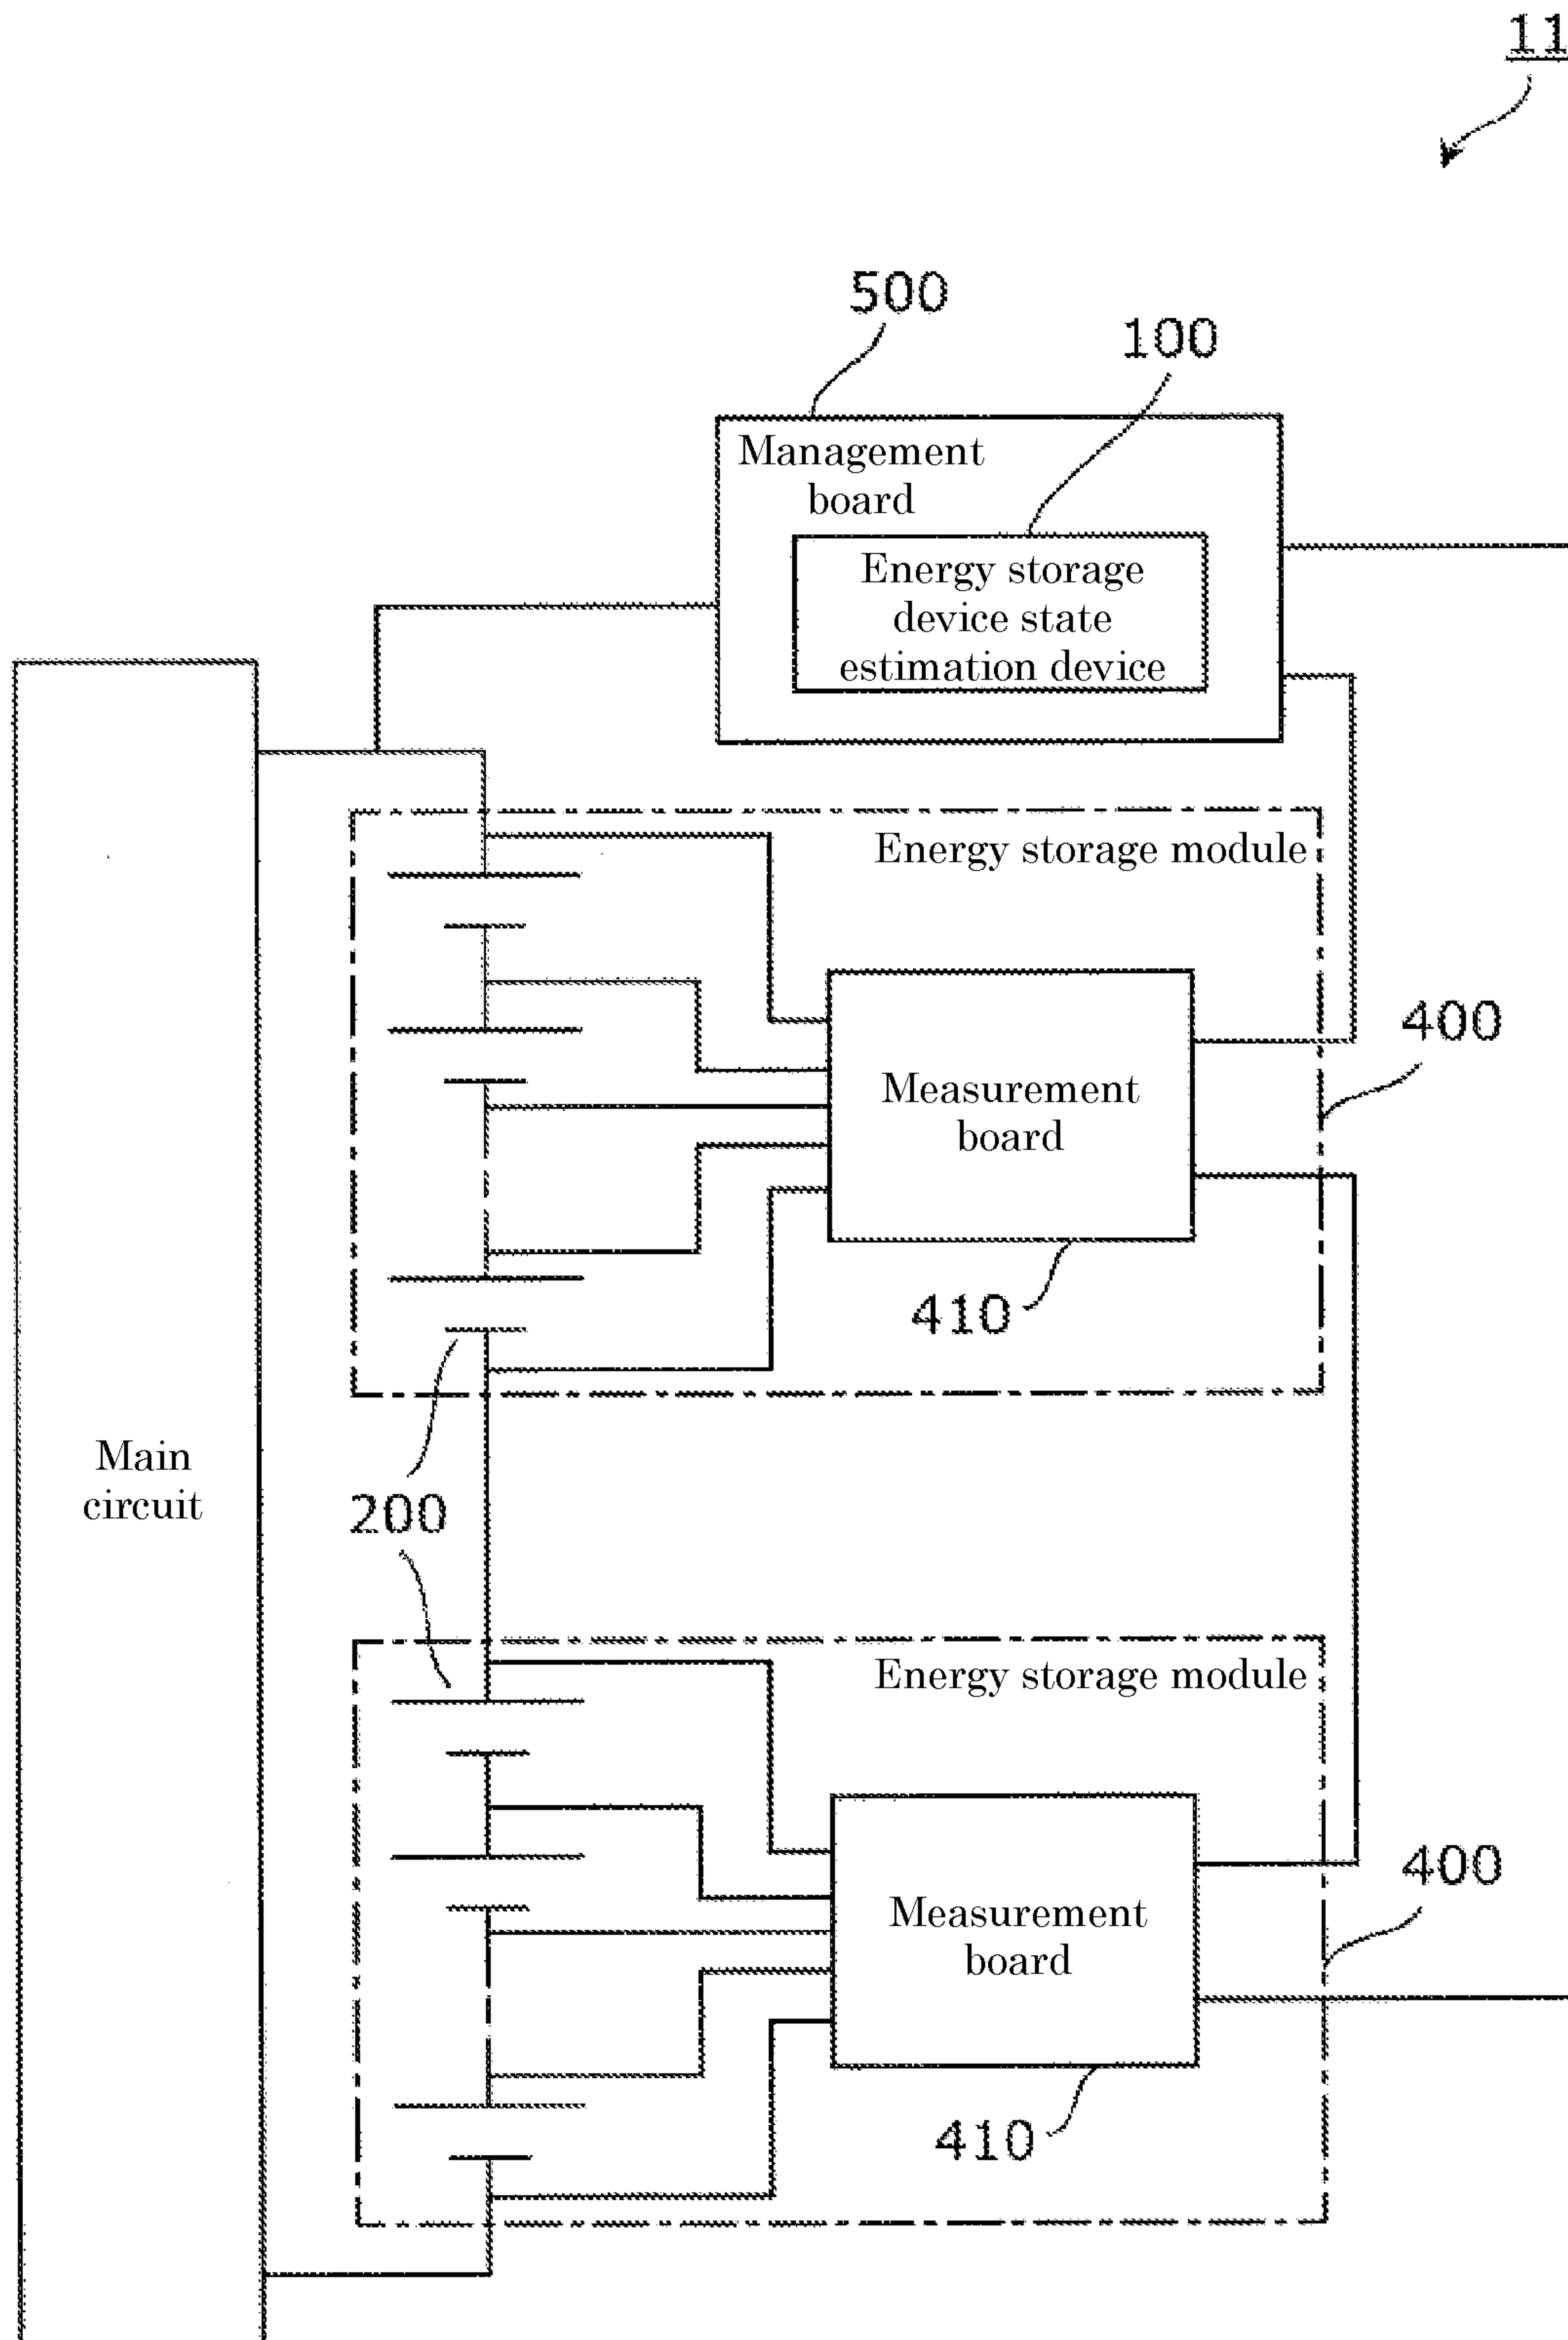 11
500
100
Management
board
Energy storage
device state
estimation device
Energy storage module
400
Measurement
board
410
Main
circuit
200
Energy storage module
400
Measurement
board
410